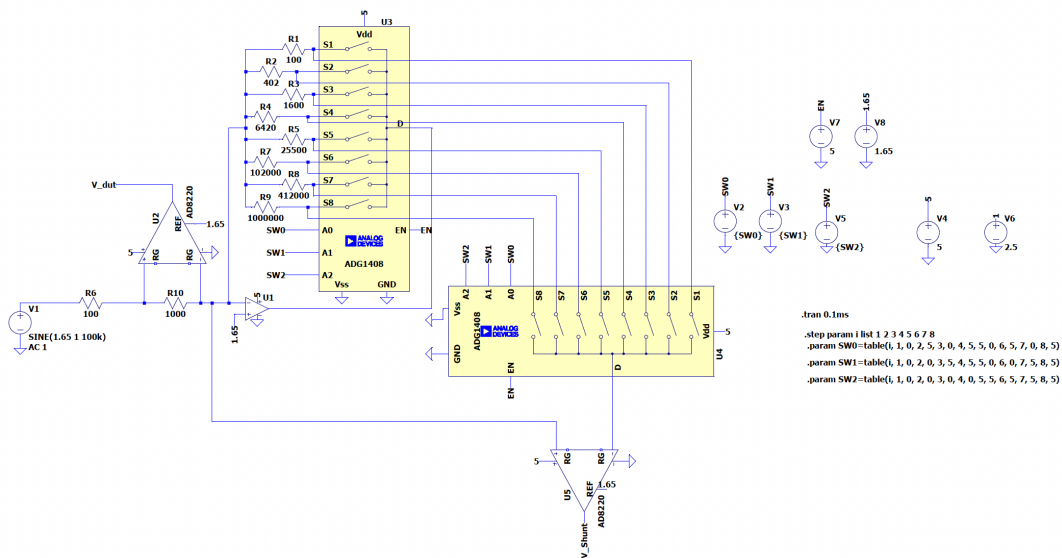 5
U3
Vdd
R1
100
S1
R2
402
S2
R3
1600
S3
R4
6420
S4
D
R5
25500
S5
R7
102000
S6
R8
412000
S7
R9
1000000
S8
SW0
A0
EN
EN
SW1
A1
ANALOG
DEVICES
ADG1408
SW2
A2
Vss
GND
V_dut
U2
AD8220
REF
1.65
5
RG
RG
R6
100
R10
1000
V1
SINE(1.65 1 100k)
AC 1
U1
5
1.65
SW2
SW1
SW0
Vss
A2
A1
A0
S8
S7
S6
S5
S4
S3
S2
S1
ANALOG
DEVICES
ADG1408
GND
Vdd
5
U4
EN
EN
D
5
RG
RG
U5
REF
1.65
AD8220
V_Shunt
EN
V7
5
1.65
V8
1.65
SW0
V2
{SW0}
SW1
V3
{SW1}
SW2
V5
{SW2}
5
V4
5
1
V6
2.5
.tran 0.1ms
.step param i list 1 2 3 4 5 6 7 8
.param SW0=table(i, 1, 0, 2, 5, 3, 0, 4, 5, 5, 0, 6, 5, 7, 0, 8, 5)
.param SW1=table(i, 1, 0, 2, 0, 3, 5, 4, 5, 5, 0, 6, 0, 7, 5, 8, 5)
.param SW2=table(i, 1, 0, 2, 0, 3, 0, 4, 0, 5, 5, 6, 5, 7, 5, 8, 5)